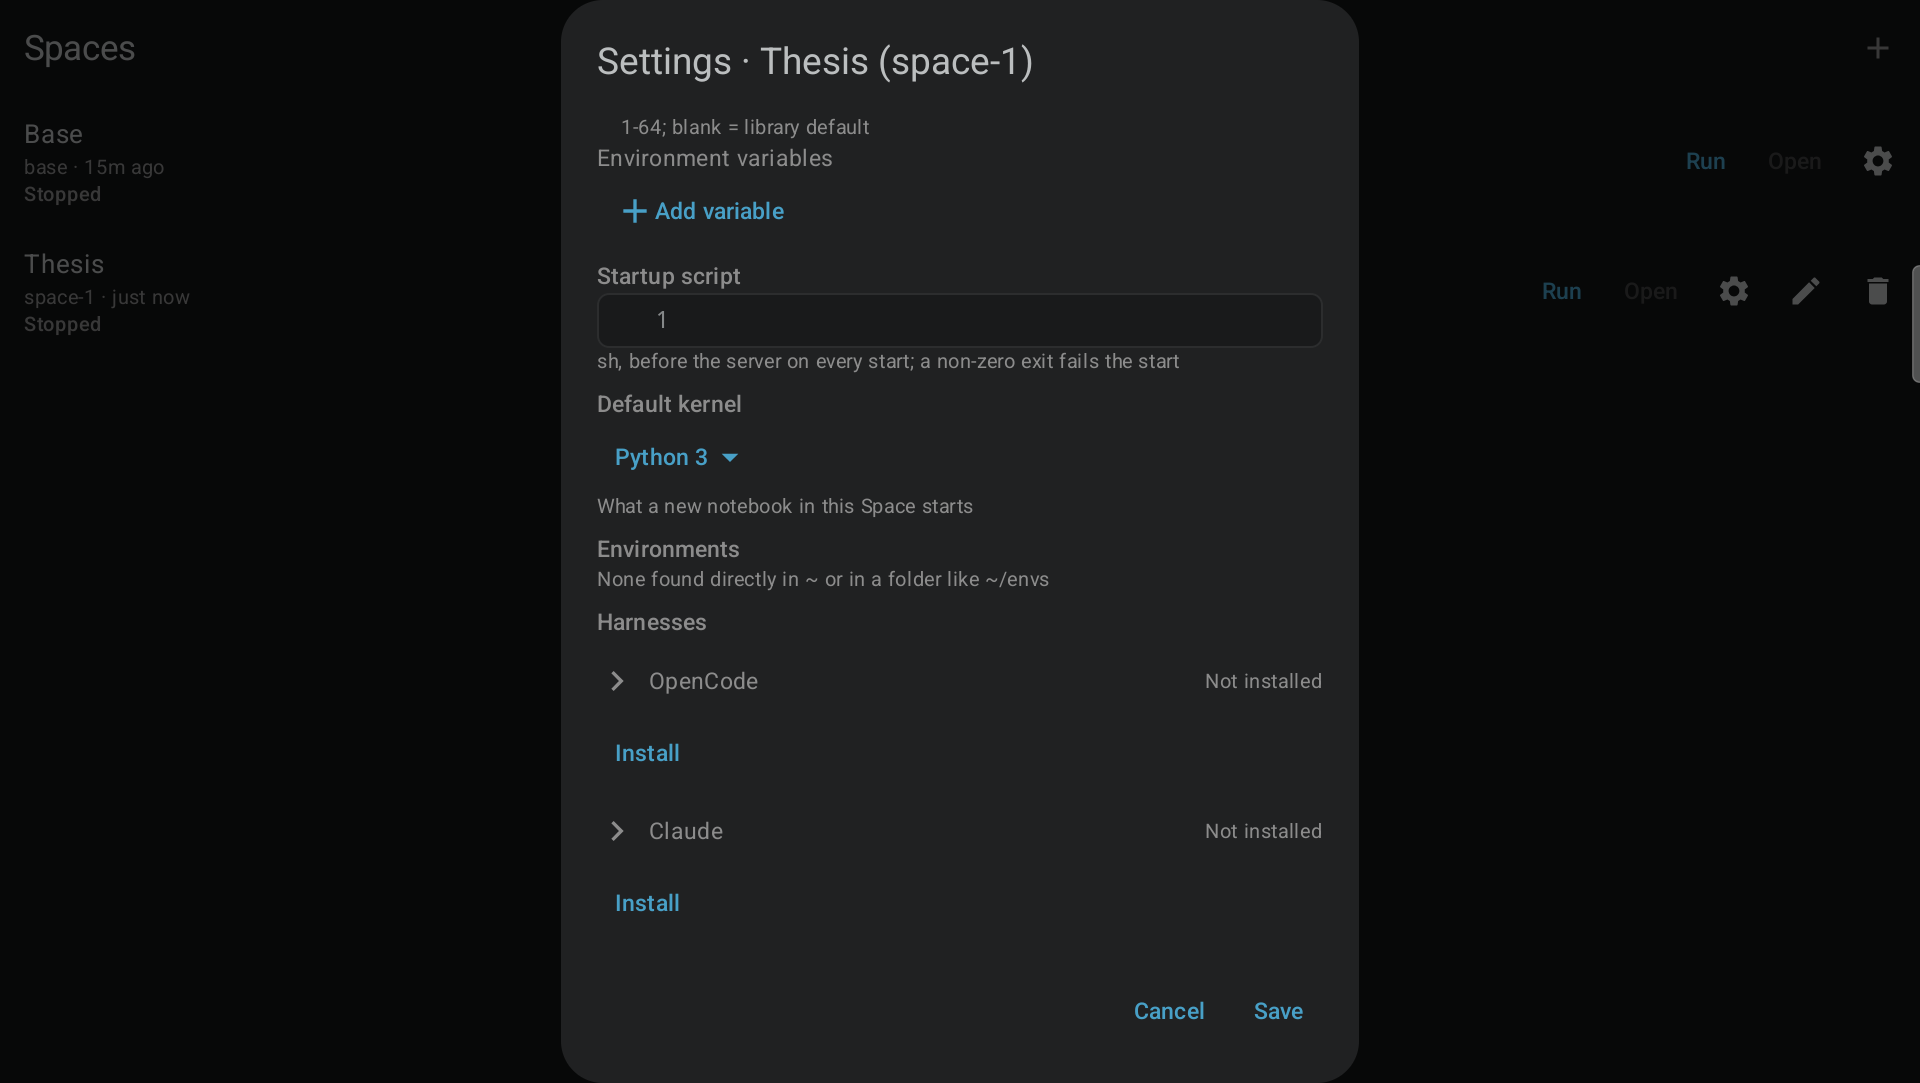 Spaces
Base
base · 15m ago
Stopped
Run
Open
Thesis
space-1 · just now
Stopped
Run
Open
Settings · Thesis (space-1)
1-64; blank = library default
Environment variables
Add variable
Startup script
1
sh, before the server on every start; a non-zero exit fails the start
Default kernel
Python 3
What a new notebook in this Space starts
Environments
None found directly in ~ or in a folder like ~/envs
Harnesses
OpenCode
Not installed
Install
Claude
Not installed
Install
Cancel
Save